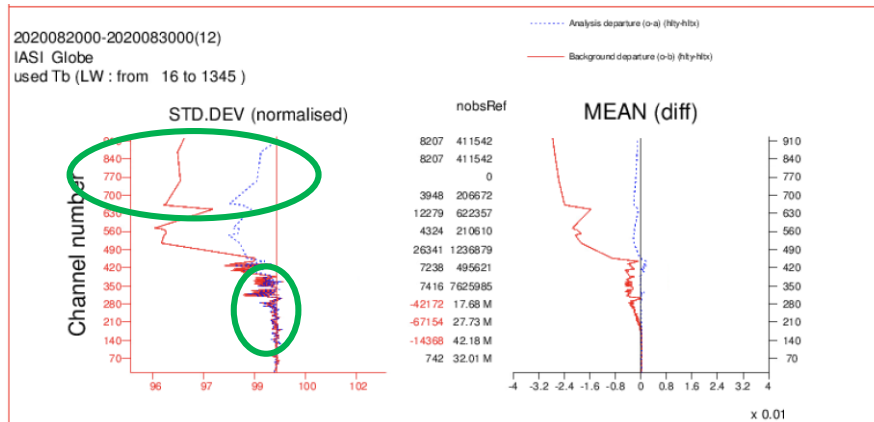 Analysis departure (o-a) (hlty-hltx)
2020082000-2020083000(12)
IASI Globe
Background departure (o-b) (hlty-hltx)
used Tb (LW : from 16 to 1345 )
STD.DEV (normalised)
nobsRef
MEAN (diff)
Channel number
910
840
770
700
630
560
490
420
350
280
210
140
70
8207 411542
8207 411542
0
3948 206672
12279 622357
4324 210610
26341 1236879
7238 495621
7416 7625985
-42172 17.68 M
-67154 27.73 M
-14368 42.18 M
742 32.01 M
910
840
770
700
630
560
490
420
350
280
210
140
70
96 97 99 100 102
-4 -3.2 -2.4 -1.6 -0.8 0 0.8 1.6 2.4 3.2 4
x 0.01